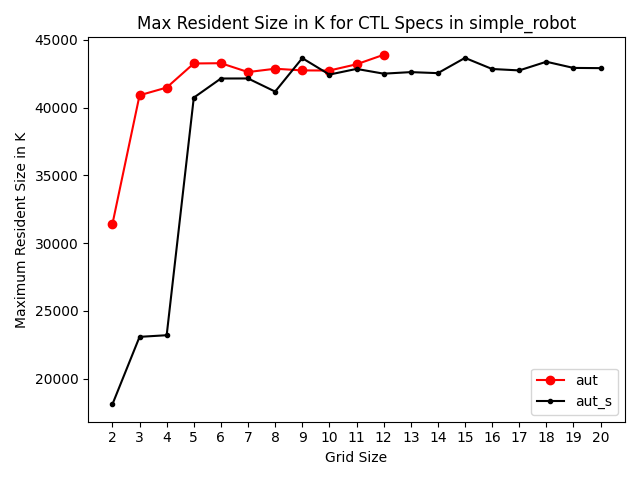 Max Resident Size in K for CTL Specs in simple_robot
Maximum Resident Size in K
45000
40000
35000
30000
25000
20000
2 3 4 5 6 7 8 9 10 11 12 13 14 15 16 17 18 19 20
Grid Size
aut
aut_s